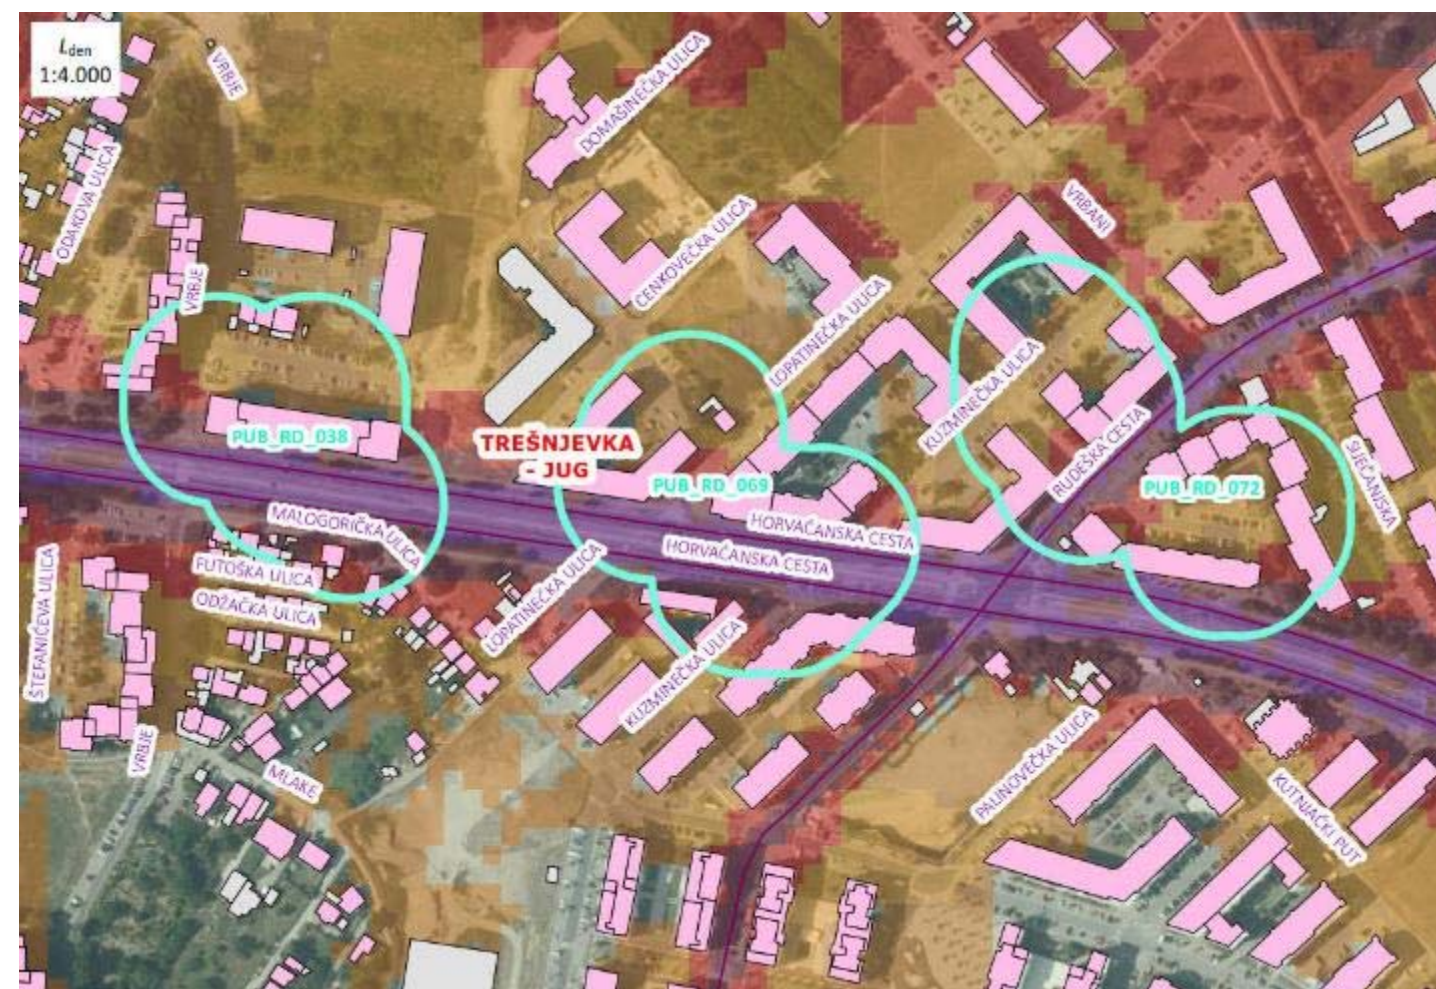 Lden
1:4.000
VRBJE
DOMAŠINEČKA ULICA
ODAKOVA ULICA
CENKOVEČKA ULICA
VRBANI
VRBJE
LOPATINEČKA ULICA
KUZMINEČKA ULICA
PUB_RD_038
TREŠNJEVKA
- JUG
PUB_RD_069
RUDEŠKA CESTA
PUB_RD_072
SIJEČANJSKA
MALOGORIČKA ULICA
HORVAĆANSKA CESTA
HORVAĆANSKA CESTA
FUTOŠKA ULICA
ODŽAČKA ULICA
ŠTEFANIĆEVA ULICA
LOPATINEČKA ULICA
KUZMINEČKA ULICA
VRBJE
MLAKE
PALINOVEČKA ULICA
KUTNJAČKI PUT